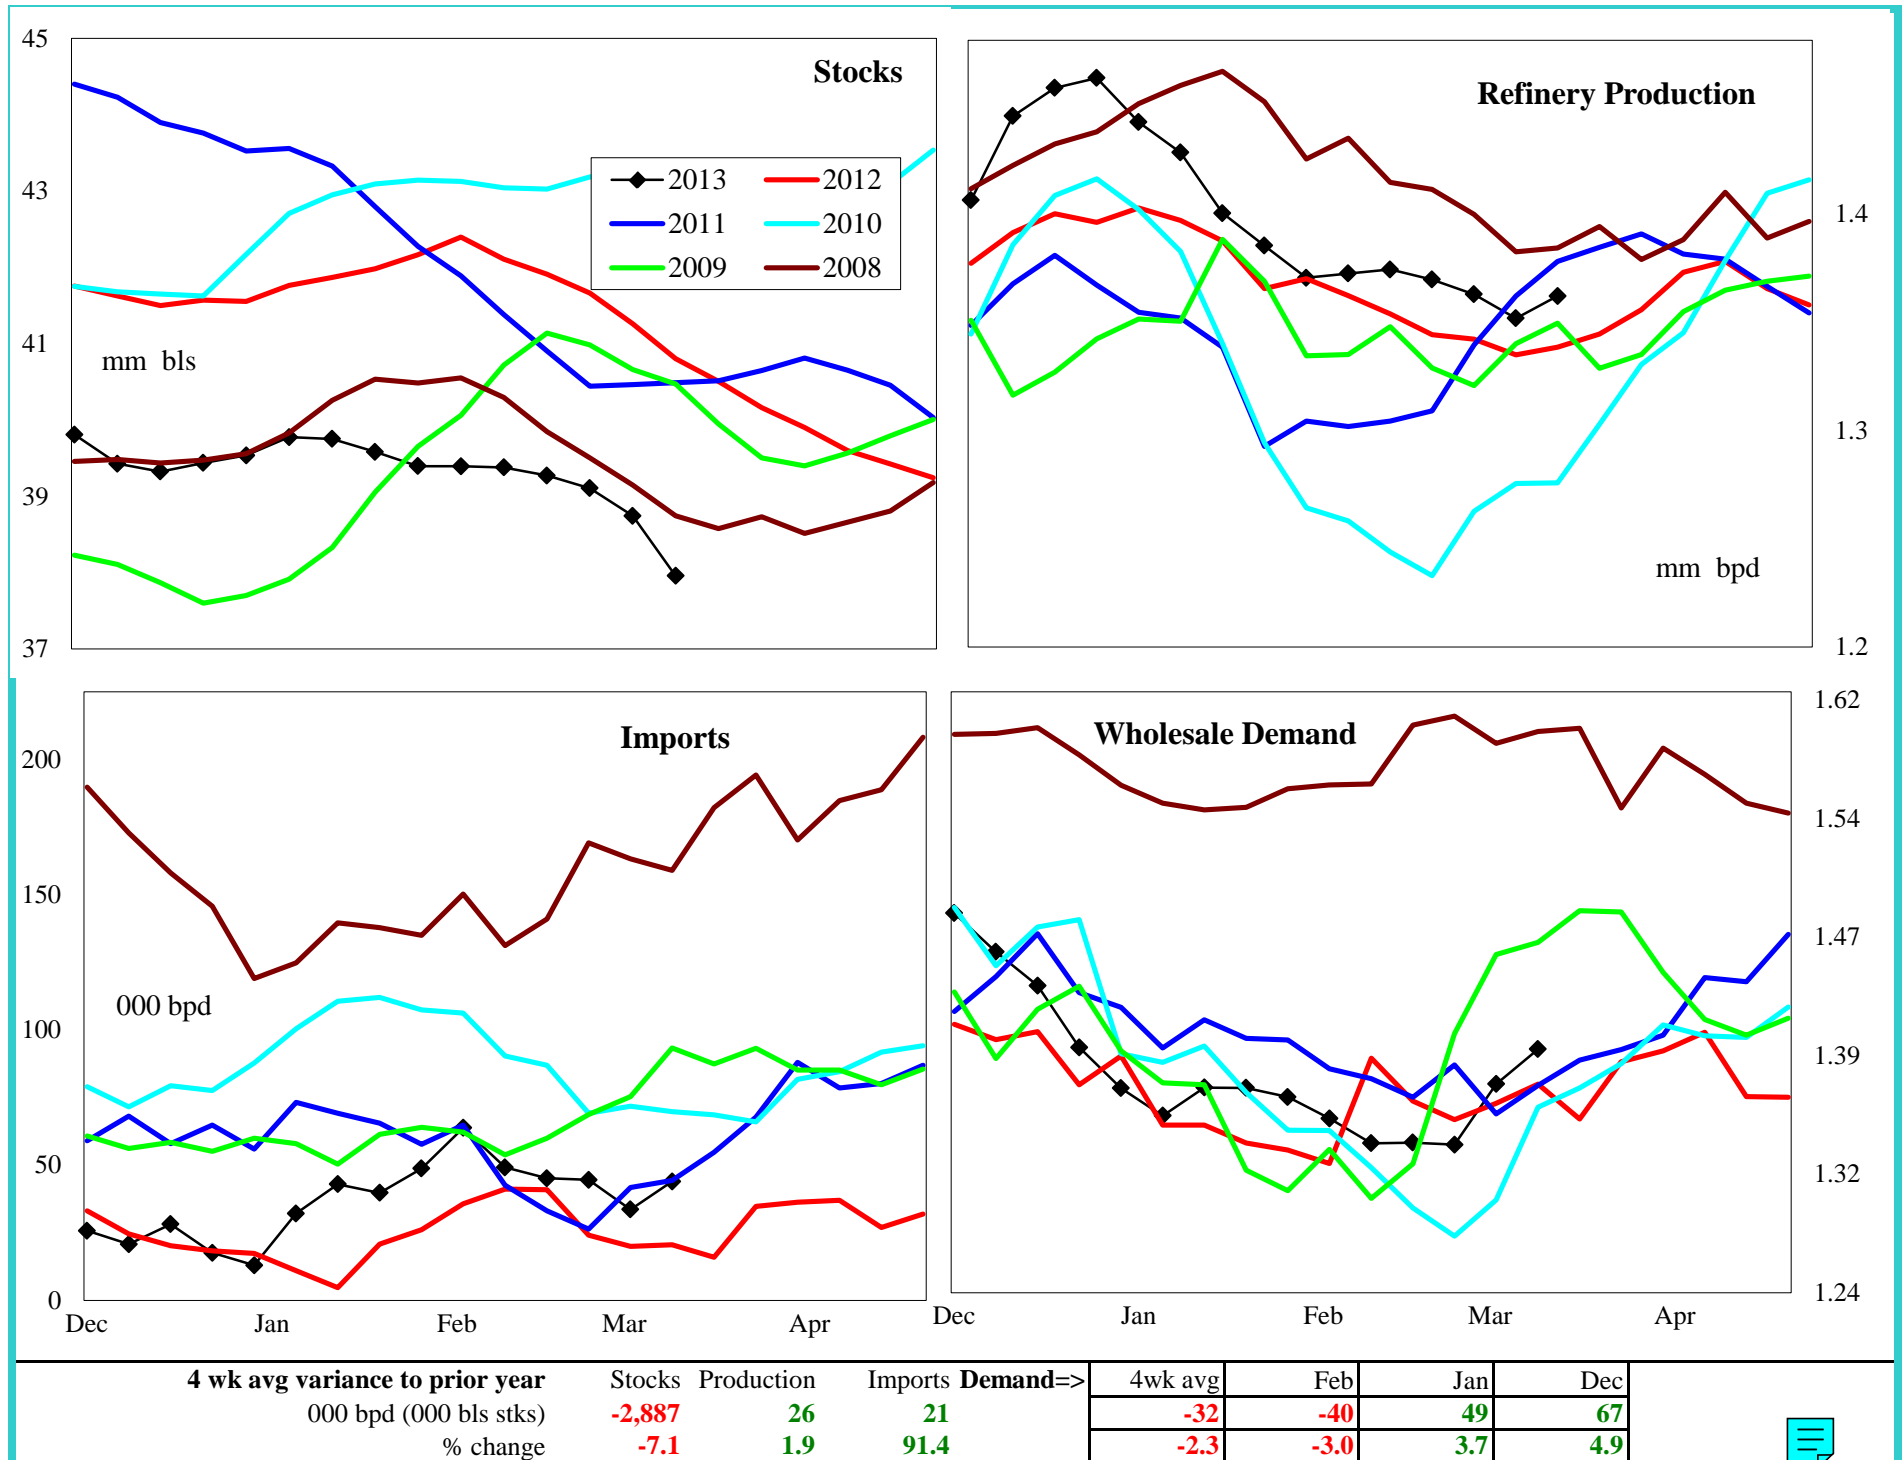 45
43
41
39
37
Stocks
mm bls
2013
2012
2011
2010
2009
2008
Refinery Production
mm bpd
1.4
1.3
1.2
Imports
000 bpd
200
150
100
50
0
Dec Jan Feb Mar Apr
Wholesale Demand
1.62
1.54
1.47
1.39
1.32
1.24
Dec Jan Feb Mar Apr
4 wk avg variance to prior year Stocks Production Imports Demand=> 4wk avg Feb Jan Dec
000 bpd (000 bls stks) -2,887 26 21 -32 -40 49 67
% change -7.1 1.9 91.4 -2.3 -3.0 3.7 4.9